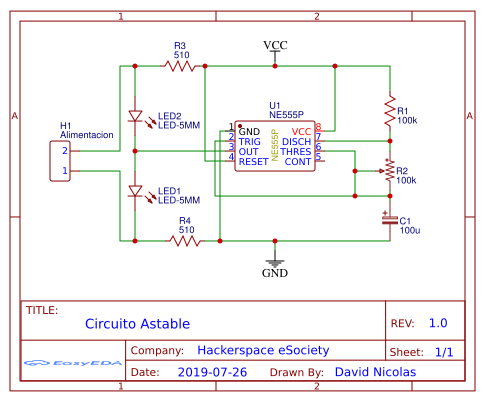 1 2
A A
R3
510
VCC
H1
Alimentacion
2
1
LED2
LED-5MM
LED1
LED-5MM
U1
NE555P
1 GND VCC 8
2 TRIG DISCH 7
3 OUT THRES 6
4 RESET CONT 5
NE555P
R1
100k
R2
100k
C1
100u
R4
510
GND
TITLE:
Circuito Astable
REV: 1.0
EasyEDA
Company: Hackerspace eSociety
Sheet: 1/1
Date: 2019-07-26 Drawn By: David Nicolas
1 2